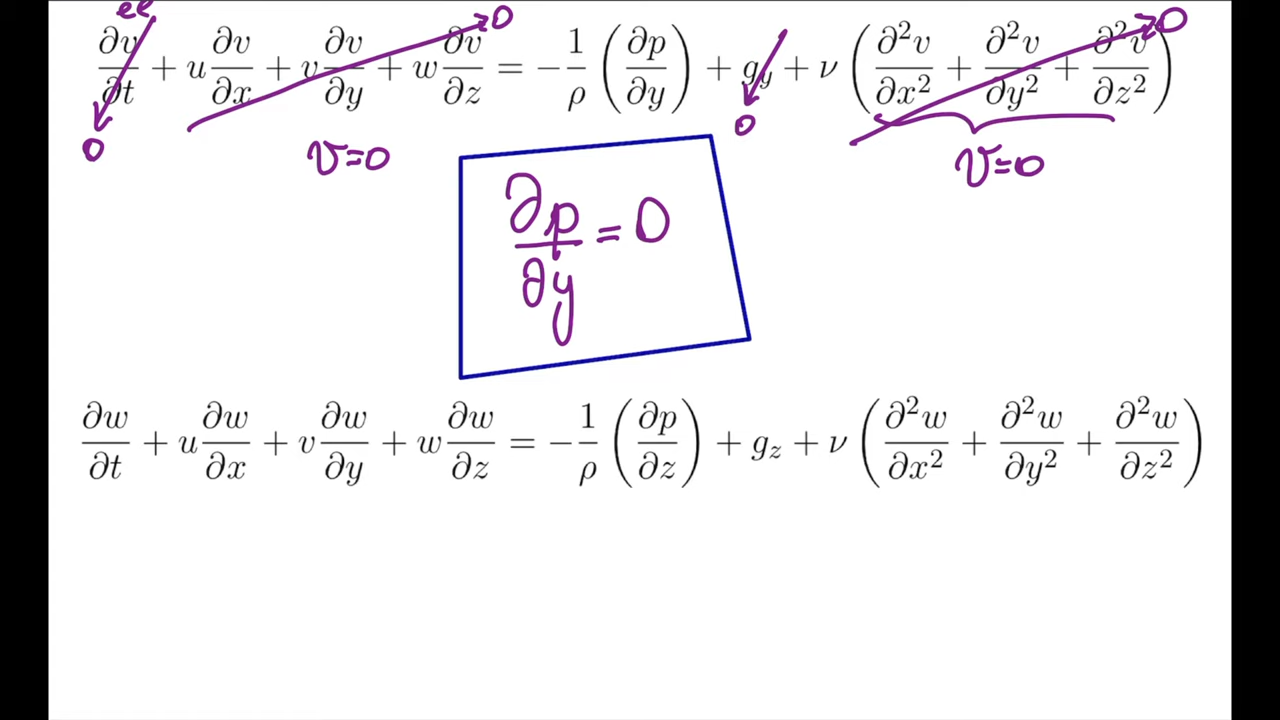 ee
∂v/∂t + u ∂v/∂x + v ∂v/∂y + w ∂v/∂z = −1/ρ (∂p/∂y) + g_y + ν (∂²v/∂x² + ∂²v/∂y² + ∂²v/∂z²)
0 0 0 0
v=0 v=0
∂p/∂y = 0
∂w/∂t + u ∂w/∂x + v ∂w/∂y + w ∂w/∂z = −1/ρ (∂p/∂z) + g_z + ν (∂²w/∂x² + ∂²w/∂y² + ∂²w/∂z²)